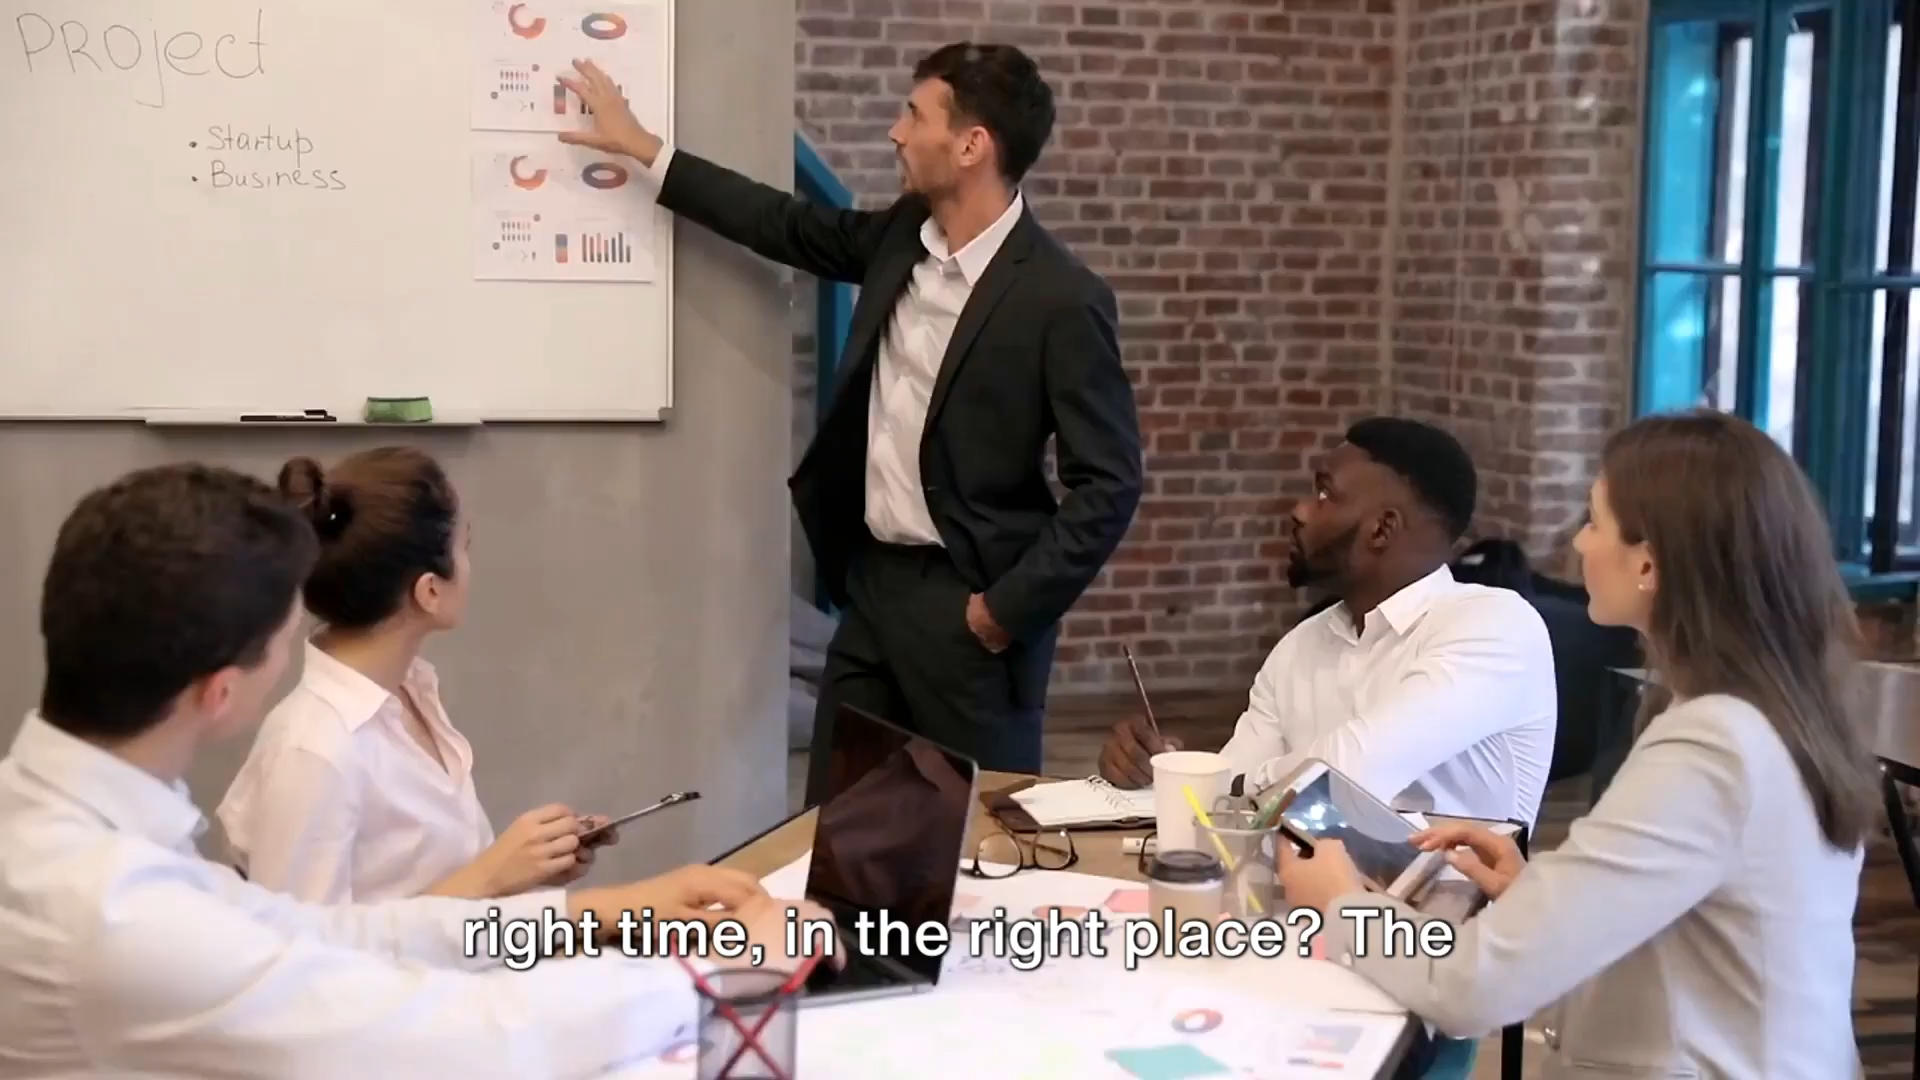 PROject
• Startup
• Business
right time, in the right place? The